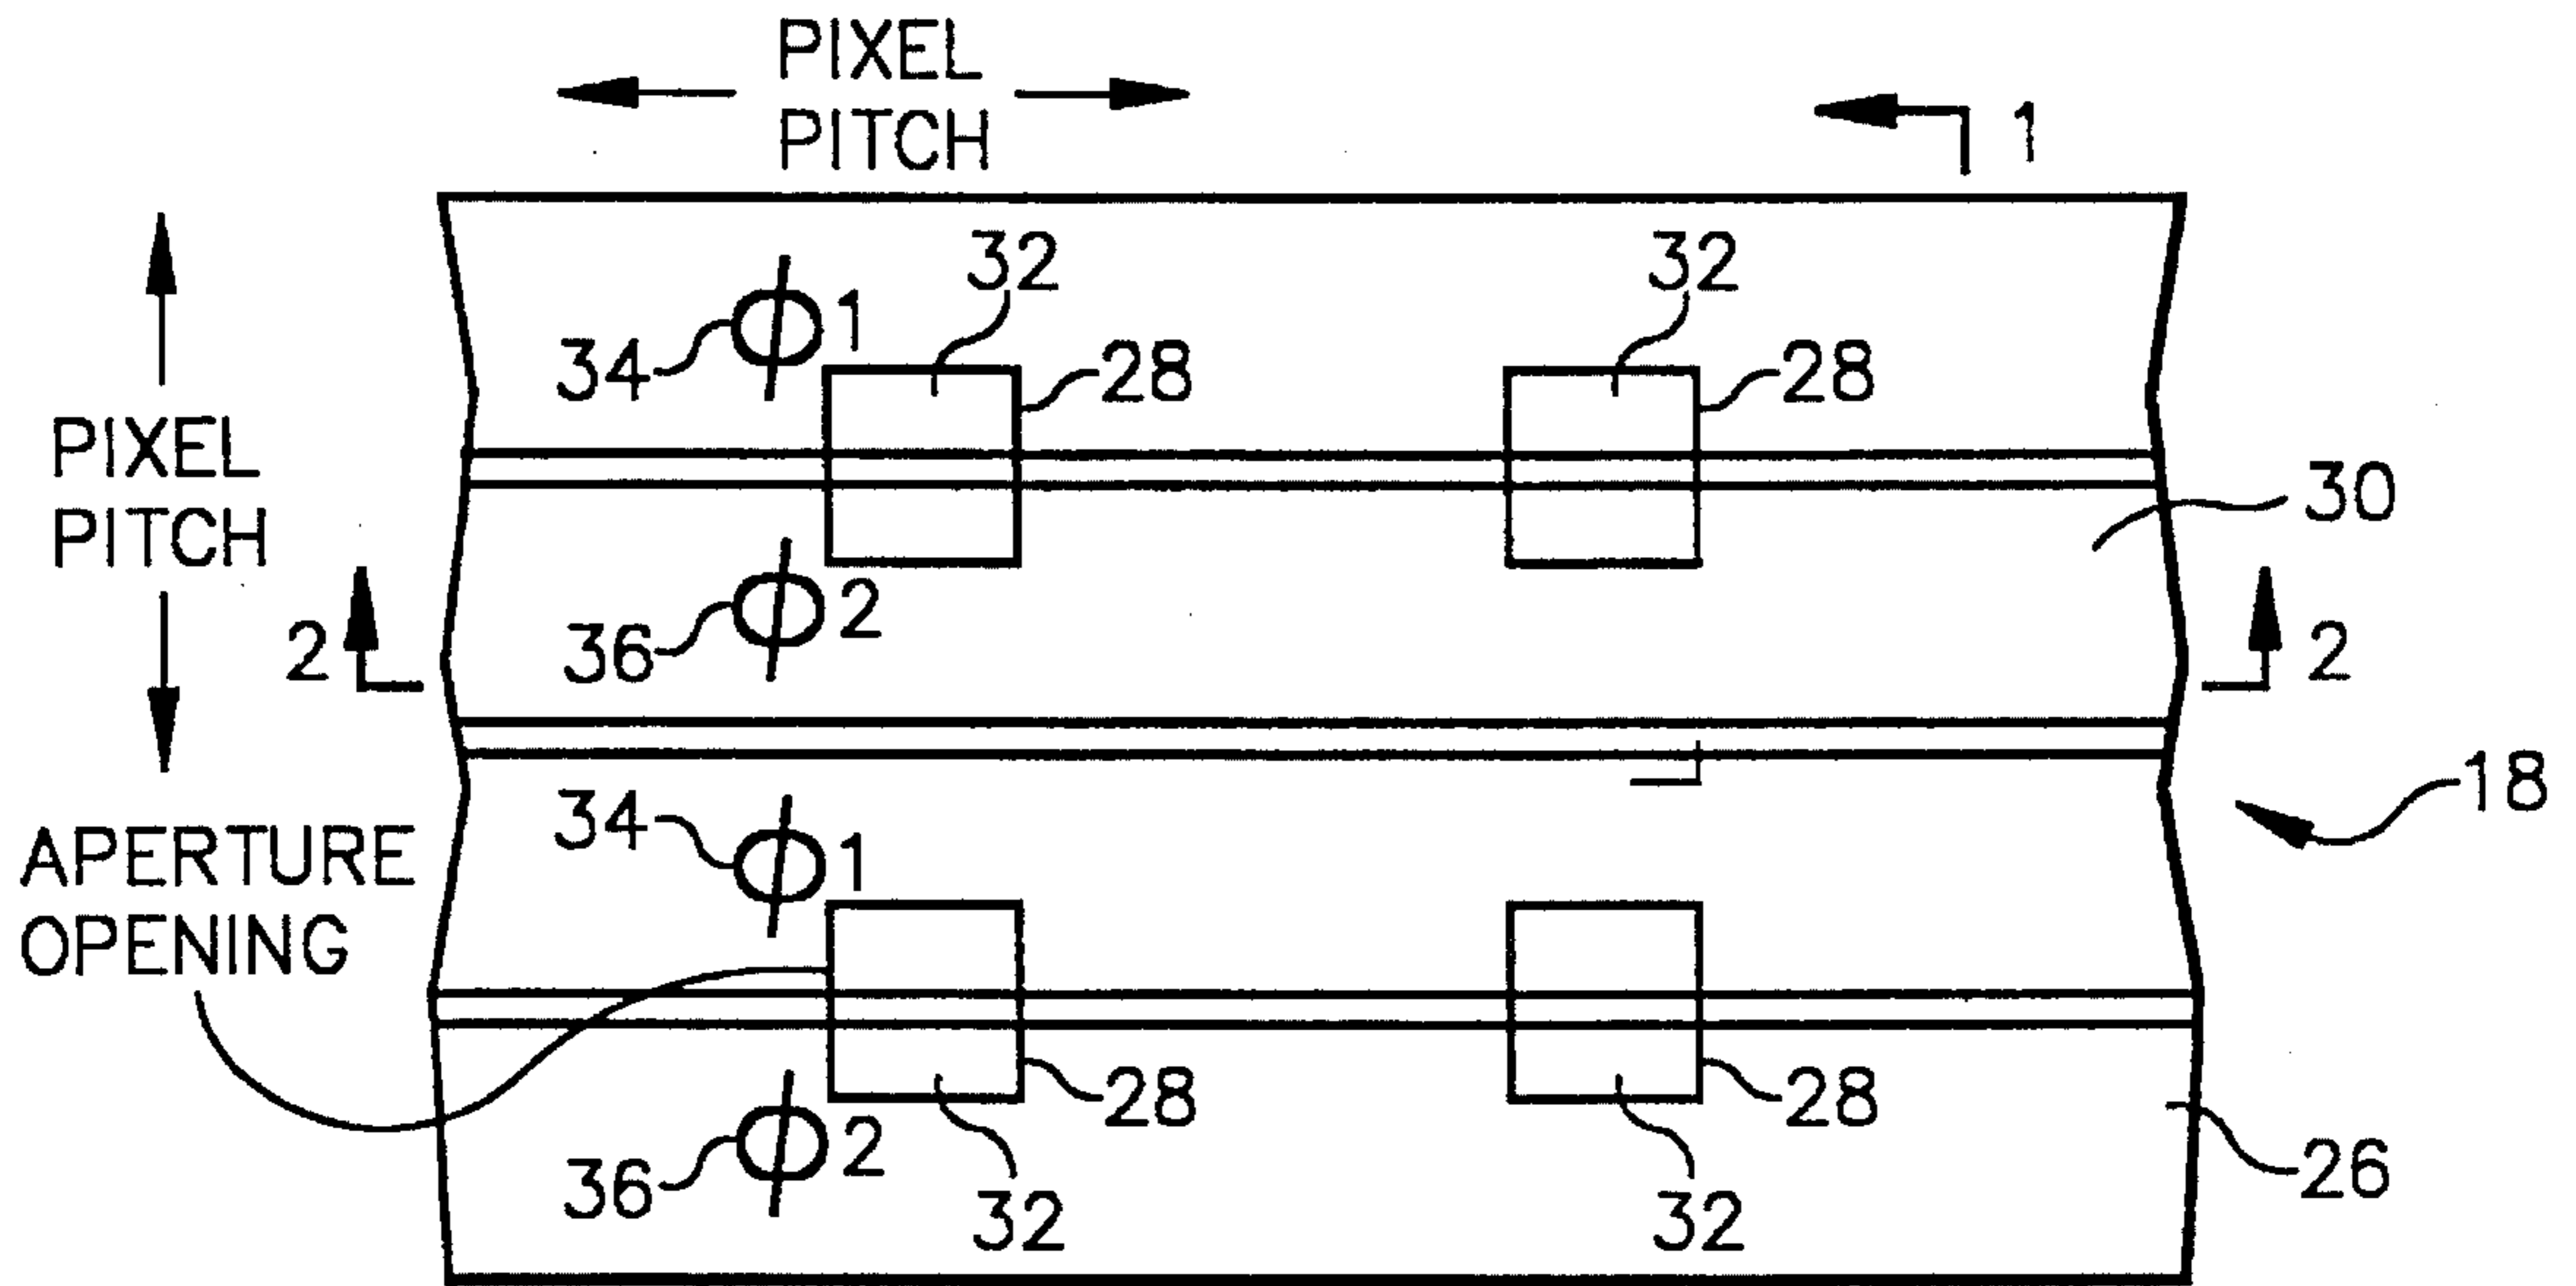 PIXEL
PITCH
1
32 32
ϕ1
34 28 28
PIXEL
PITCH
30
ϕ2
36
2 2
18
34 ϕ1
APERTURE
OPENING
28 28
36 ϕ2
26
32 32